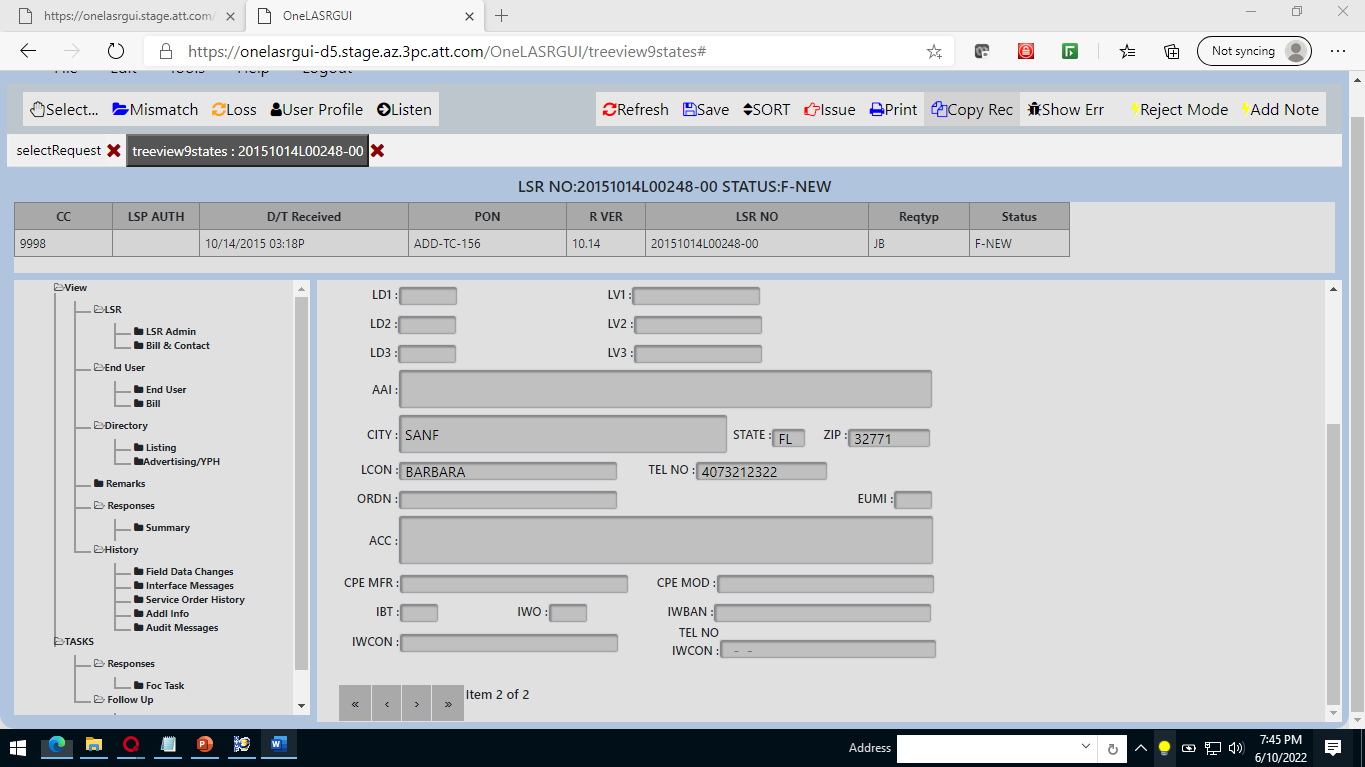 https://onelasrgui.stage.att.com/
OneLASRGUI
https://onelasrgui-d5.stage.az.3pc.att.com/OneLASRGUI/treeview9states#
Not syncing
File Edit Tools Help Logout
Select... Mismatch Loss User Profile Listen Refresh Save SORT Issue Print Copy Rec Show Err Reject Mode Add Note
selectRequest treeview9states : 20151014L00248-00
LSR NO:20151014L00248-00 STATUS:F-NEW
CC LSP AUTH D/T Received PON R VER LSR NO Reqtyp Status
9998 10/14/2015 03:18P ADD-TC-156 10.14 20151014L00248-00 JB F-NEW
View
LSR
LSR Admin
Bill & Contact
End User
End User
Bill
Directory
Listing
Advertising/YPH
Remarks
Responses
Summary
History
Field Data Changes
Interface Messages
Service Order History
Addl Info
Audit Messages
TASKS
Responses
Foc Task
Follow Up
LD1 : LV1 :
LD2 : LV2 :
LD3 : LV3 :
AAI :
CITY : SANF STATE : FL ZIP : 32771
LCON : BARBARA TEL NO : 4073212322
ORDN : EUMI :
ACC :
CPE MFR : CPE MOD :
IBT : IWO : IWBAN :
IWCON : TEL NO IWCON : - -
« ‹ › » Item 2 of 2
Address
7:45 PM
6/10/2022